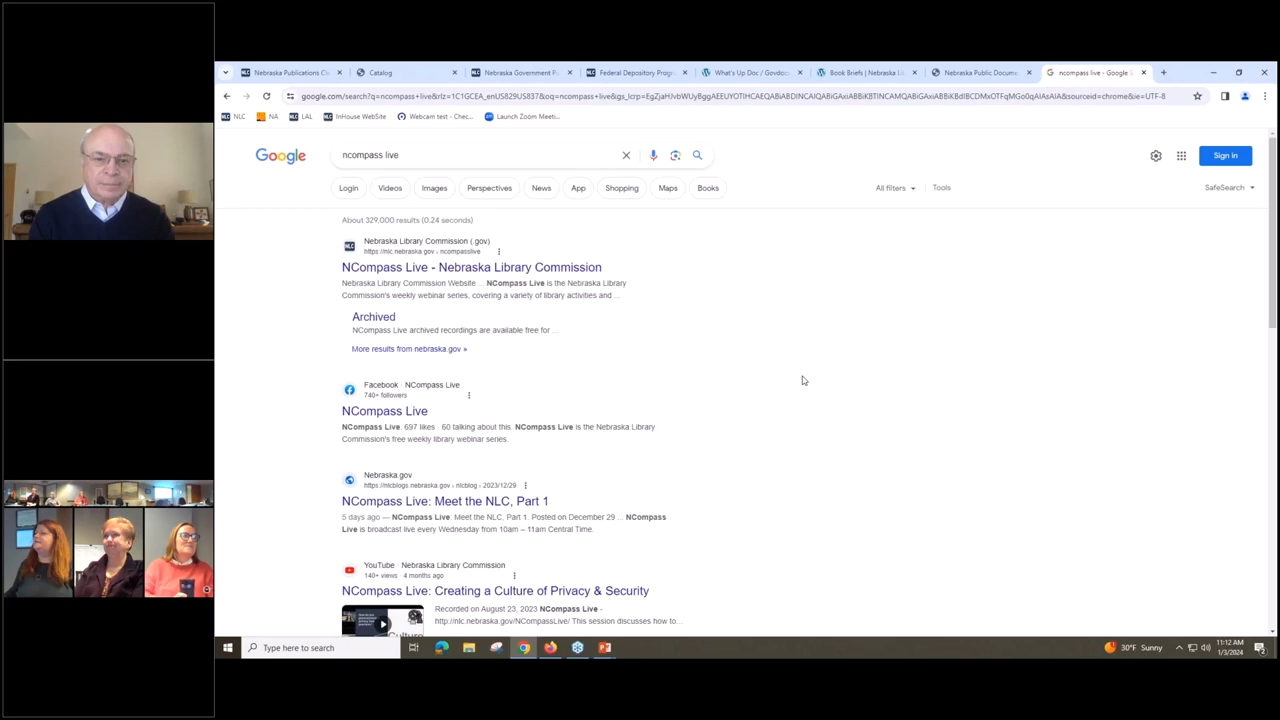 Nebraska Publications Cle
Catalog
Nebraska Government Pu
Federal Depository Progr
What's Up Doc / Govdoc
Book Briefs | Nebraska Lib
Nebraska Public Docume
ncompass live - Google S
google.com/search?q=ncompass+live&rlz=1C1GCEA_enUS829US837&oq=ncompass+live&gs_lcrp=
NLC
NA
LAL
InHouse WebSite
Webcam test - Chec...
Launch Zoom Meeti...
Google
ncompass live
Sign in
Login
Videos
Images
Perspectives
News
App
Shopping
Maps
Books
All filters
Tools
SafeSearch
About 329,000 results (0.24 seconds)
NLC
Nebraska Library Commission (.gov)
https://nlc.nebraska.gov › ncompasslive
NCompass Live - Nebraska Library Commission
Nebraska Library Commission Website ... NCompass Live is the Nebraska Library
Commission's weekly webinar series, covering a variety of library activities and ...
Archived
NCompass Live archived recordings are available free for ...
More results from nebraska.gov »
Facebook · NCompass Live
740+ followers
NCompass Live
NCompass Live. 697 likes · 60 talking about this. NCompass Live is the Nebraska Library
Commission's free weekly library webinar series.
Nebraska.gov
https://nlcblogs.nebraska.gov › nlcblog › 2023/12/29
NCompass Live: Meet the NLC, Part 1
5 days ago — NCompass Live: Meet the NLC, Part 1. Posted on December 29 ... NCompass
Live is broadcast live every Wednesday from 10am – 11am Central Time.
YouTube · Nebraska Library Commission
140+ views · 4 months ago
NCompass Live: Creating a Culture of Privacy & Security
Recorded on August 23, 2023 NCompass Live -
http://nlc.nebraska.gov/NCompassLive/ This session discusses how to...
Type here to search
30°F Sunny
11:12 AM
1/3/2024